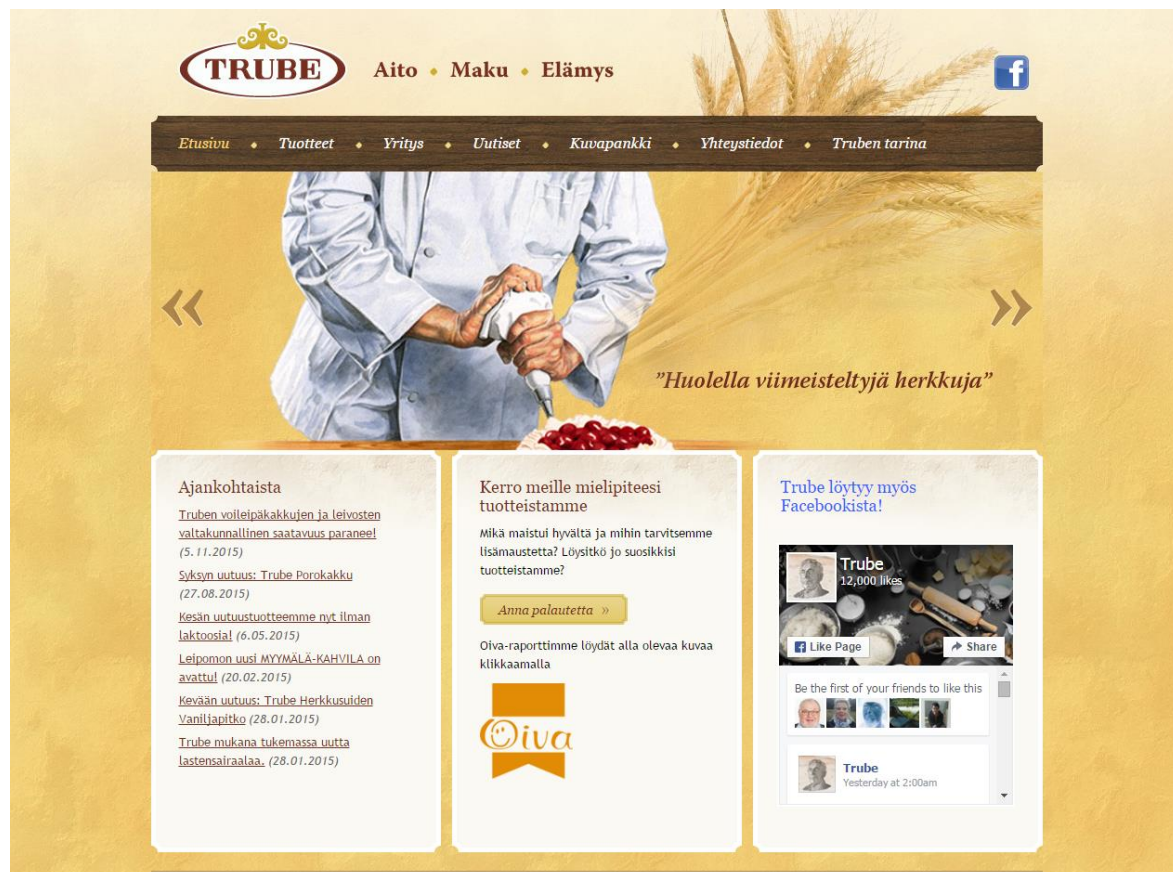 TRUBE
Aito • Maku • Elämys
f
Etusivu • Tuotteet • Yritys • Uutiset • Kuvapankki • Yhteystiedot • Truben tarina
«
»
”Huolella viimeisteltyjä herkkuja”
Ajankohtaista
Truben voileipäkakkujen ja leivosten
valtakunnallinen saatavuus paranee!
(5.11.2015)
Syksyn uutuus: Trube Porokakku
(27.08.2015)
Kesän uutuustuotteemme nyt ilman
laktoosia! (6.05.2015)
Leipomon uusi MYYMÄLÄ-KAHVILA on
avattu! (20.02.2015)
Kevään uutuus: Trube Herkkusuiden
Vaniljapitko (28.01.2015)
Trube mukana tukemassa uutta
lastensairaalaa. (28.01.2015)
Kerro meille mielipiteesi
tuotteistamme
Mikä maistui hyvältä ja mihin tarvitsemme
lisämaustetta? Löysitkö jo suosikkisi
tuotteistamme?
Anna palautetta »
Oiva-raporttimme löydät alla olevaa kuvaa
klikkaamalla
Oiva
Trube löytyy myös
Facebookista!
Trube
12,000 likes
f Like Page
Share
Be the first of your friends to like this
Trube
Yesterday at 2:00am